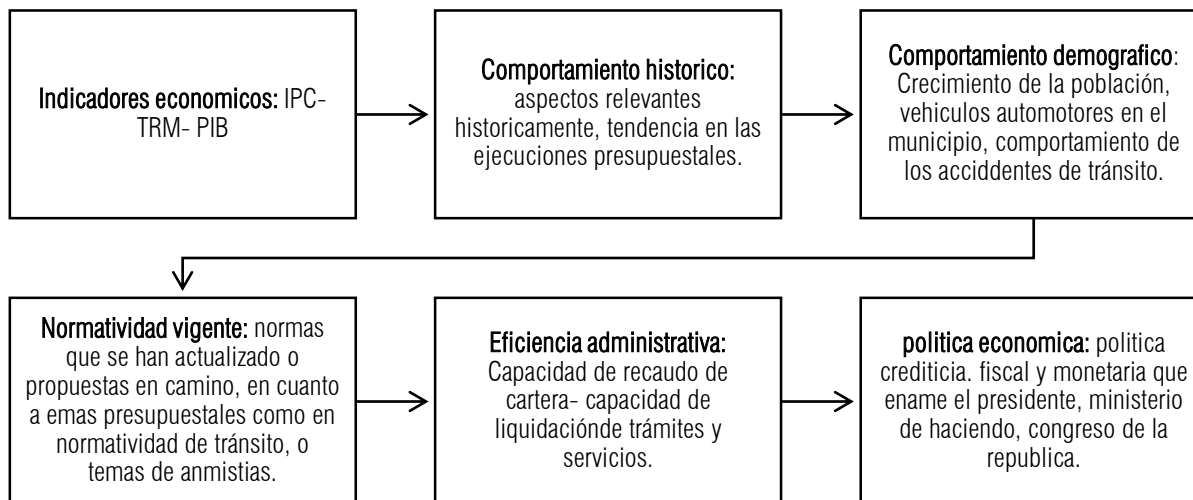 Indicadores economicos: IPC-
TRM- PIB
Comportamiento historico:
aspectos relevantes
historicamente, tendencia en las
ejecuciones presupuestales.
Comportamiento demografico:
Crecimiento de la población,
vehiculos automotores en el
municipio, comportamiento de
los acciddentes de tránsito.
Normatividad vigente: normas
que se han actualizado o
propuestas en camino, en cuanto
a emas presupuestales como en
normatividad de tránsito, o
temas de anmistias.
Eficiencia administrativa:
Capacidad de recaudo de
cartera- capacidad de
liquidaciónde trámites y
servicios.
politica economica: politica
crediticia. fiscal y monetaria que
ename el presidente, ministerio
de haciendo, congreso de la
republica.